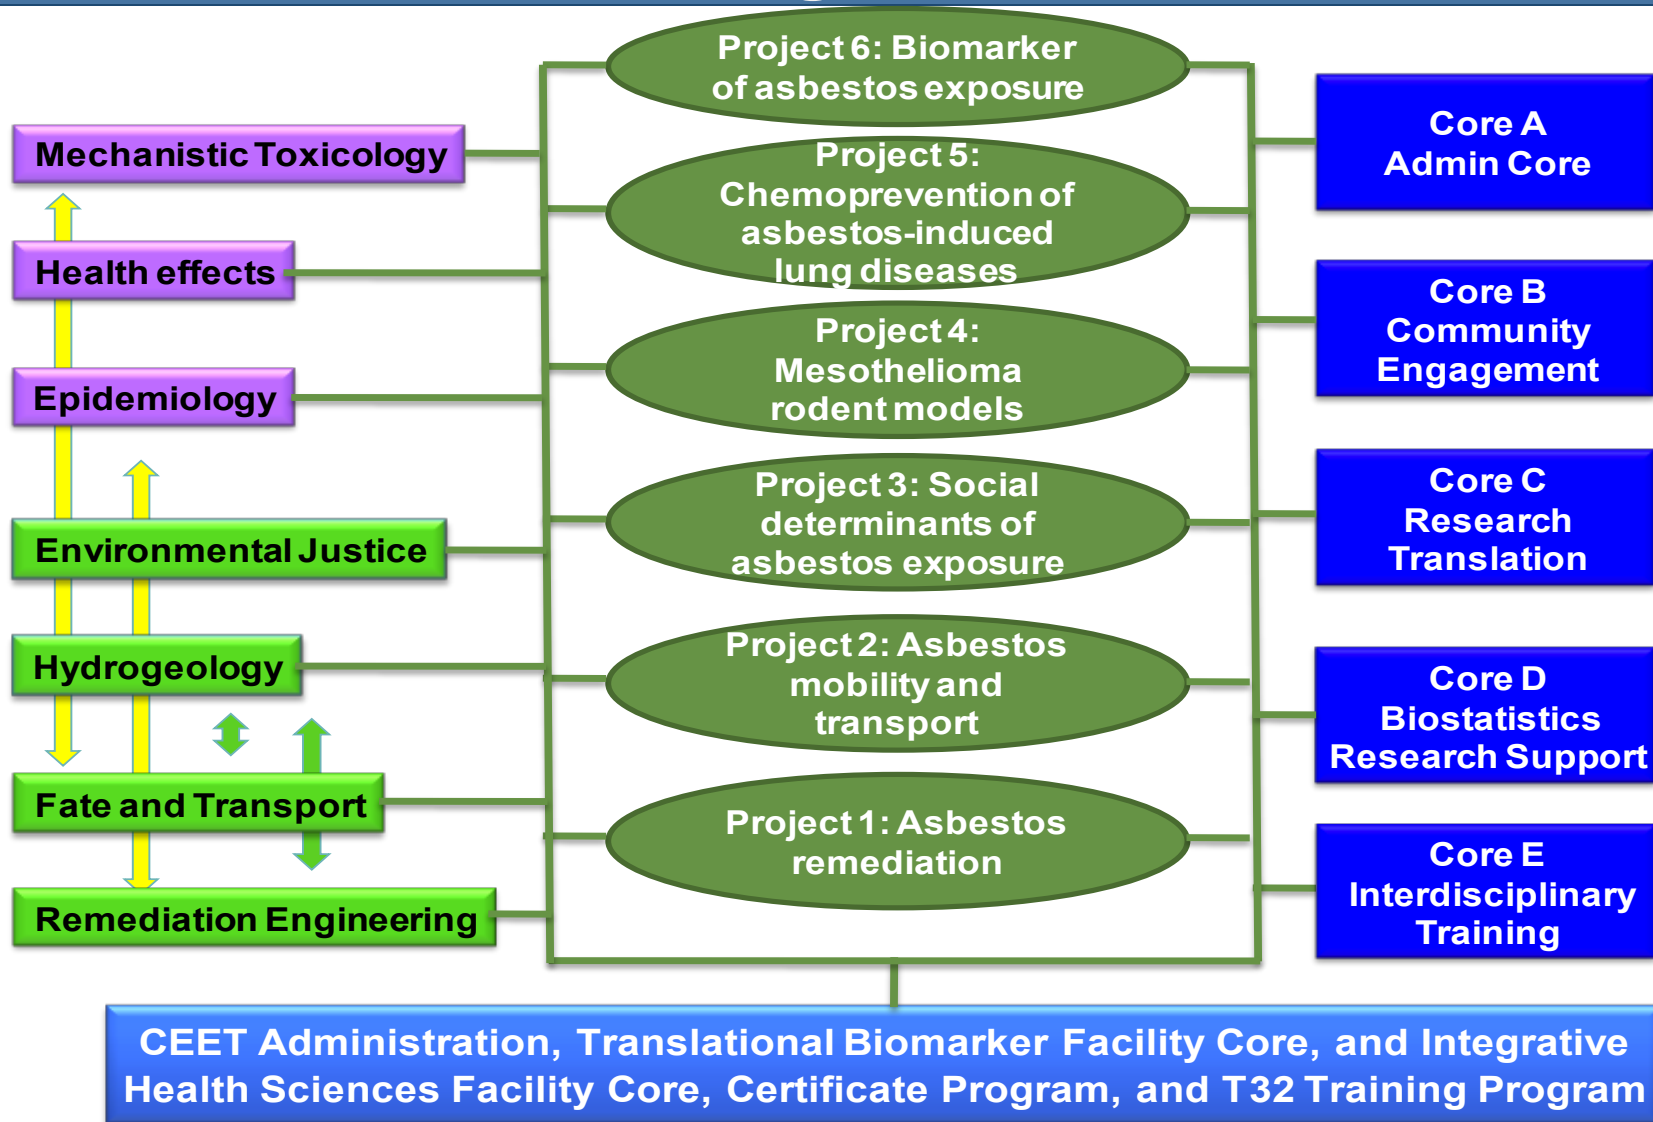 Mechanistic Toxicology
Health effects
Epidemiology
Environmental Justice
Hydrogeology
Fate and Transport
Remediation Engineering
Project 6: Biomarker
of asbestos exposure
Project 5:
Chemoprevention of
asbestos-induced
lung diseases
Project 4:
Mesothelioma
rodent models
Project 3: Social
determinants of
asbestos exposure
Project 2: Asbestos
mobility and
transport
Project 1: Asbestos
remediation
Core A
Admin Core
Core B
Community
Engagement
Core C
Research
Translation
Core D
Biostatistics
Research Support
Core E
Interdisciplinary
Training
CEET Administration, Translational Biomarker Facility Core, and Integrative
Health Sciences Facility Core, Certificate Program, and T32 Training Program